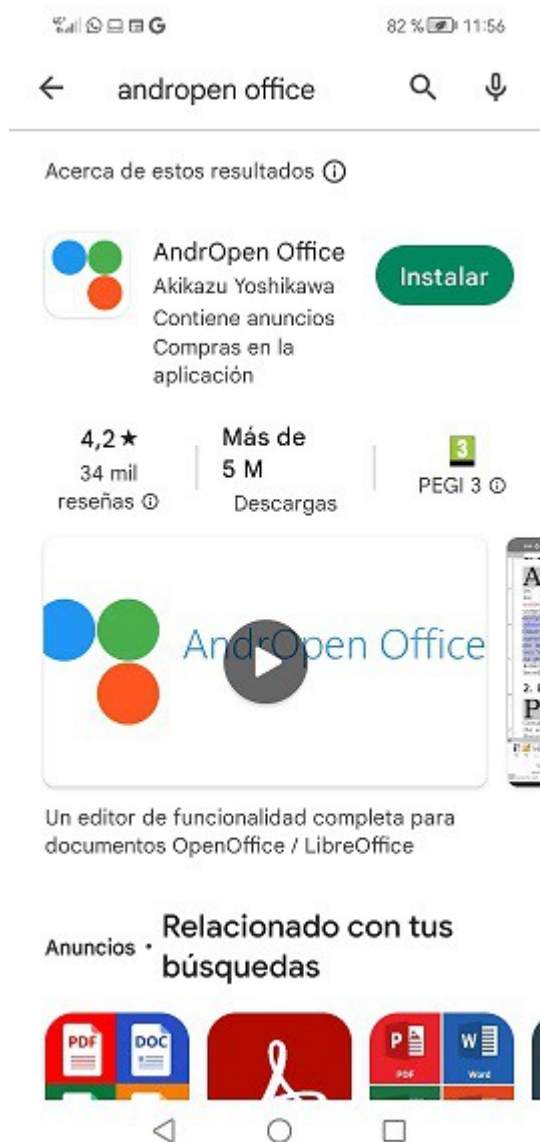 82 % 11:56
andropen office
Acerca de estos resultados
AndrOpen Office
Akikazu Yoshikawa
Contiene anuncios
Compras en la
aplicación
Instalar
4,2★
34 mil
reseñas
Más de
5 M
Descargas
3
PEGI 3
AndrOpen Office
Un editor de funcionalidad completa para
documentos OpenOffice / LibreOffice
Anuncios •
Relacionado con tus
búsquedas
PDF
DOC
P
PDF
W
Word